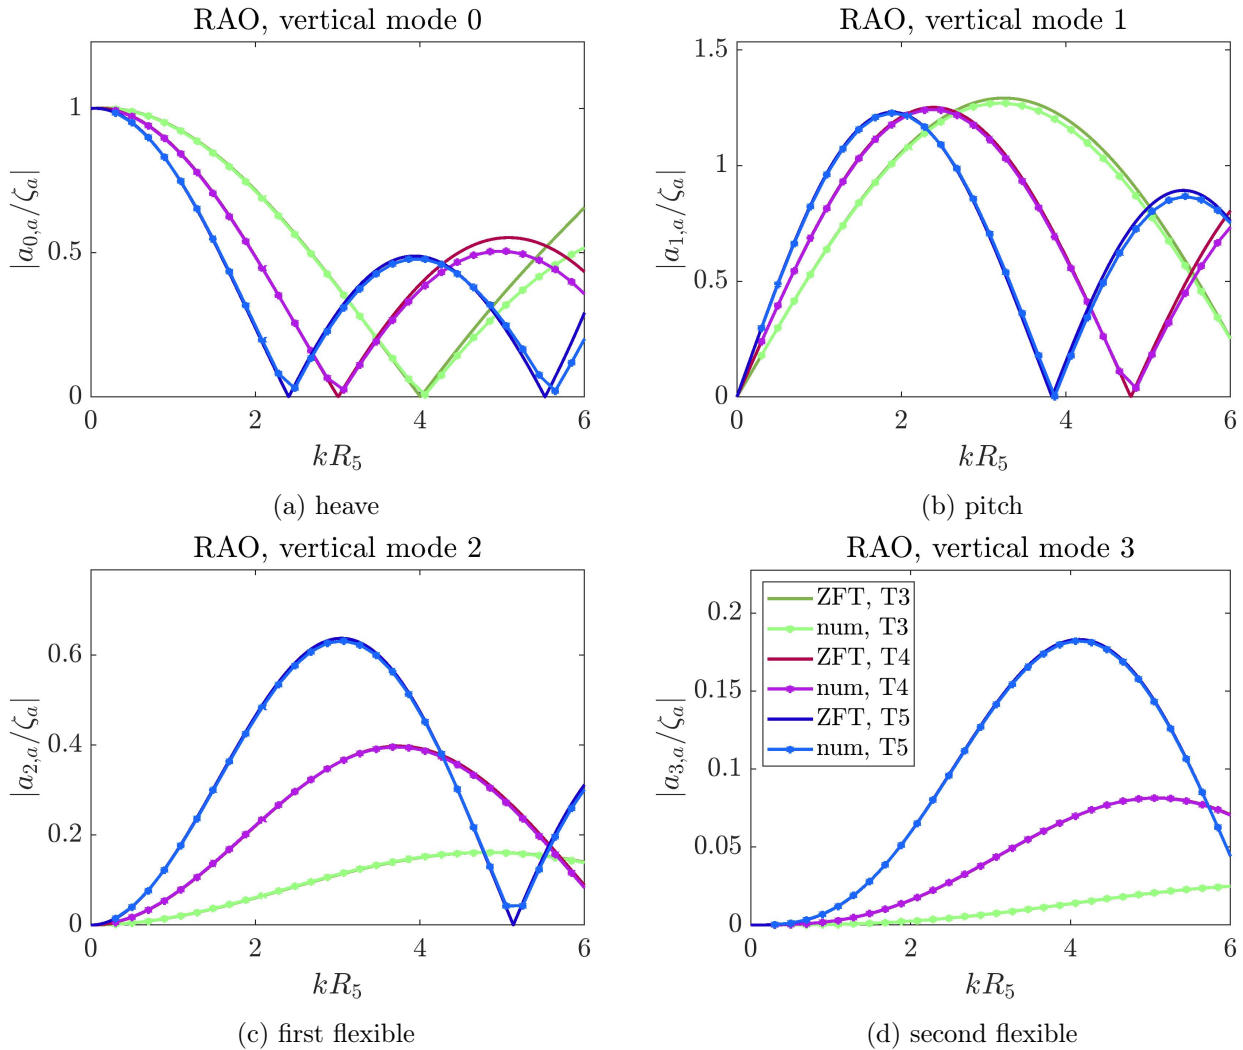 RAO, vertical mode 0
|a₀,ₐ/ζₐ|
1
0.5
0
0 2 4 6
kR₅
(a) heave
RAO, vertical mode 1
|a₁,ₐ/ζₐ|
1.5
1
0.5
0
0 2 4 6
kR₅
(b) pitch
RAO, vertical mode 2
|a₂,ₐ/ζₐ|
0.6
0.4
0.2
0
0 2 4 6
kR₅
(c) first flexible
RAO, vertical mode 3
|a₃,ₐ/ζₐ|
0.2
0.15
0.1
0.05
0
ZFT, T3
num, T3
ZFT, T4
num, T4
ZFT, T5
num, T5
0 2 4 6
kR₅
(d) second flexible